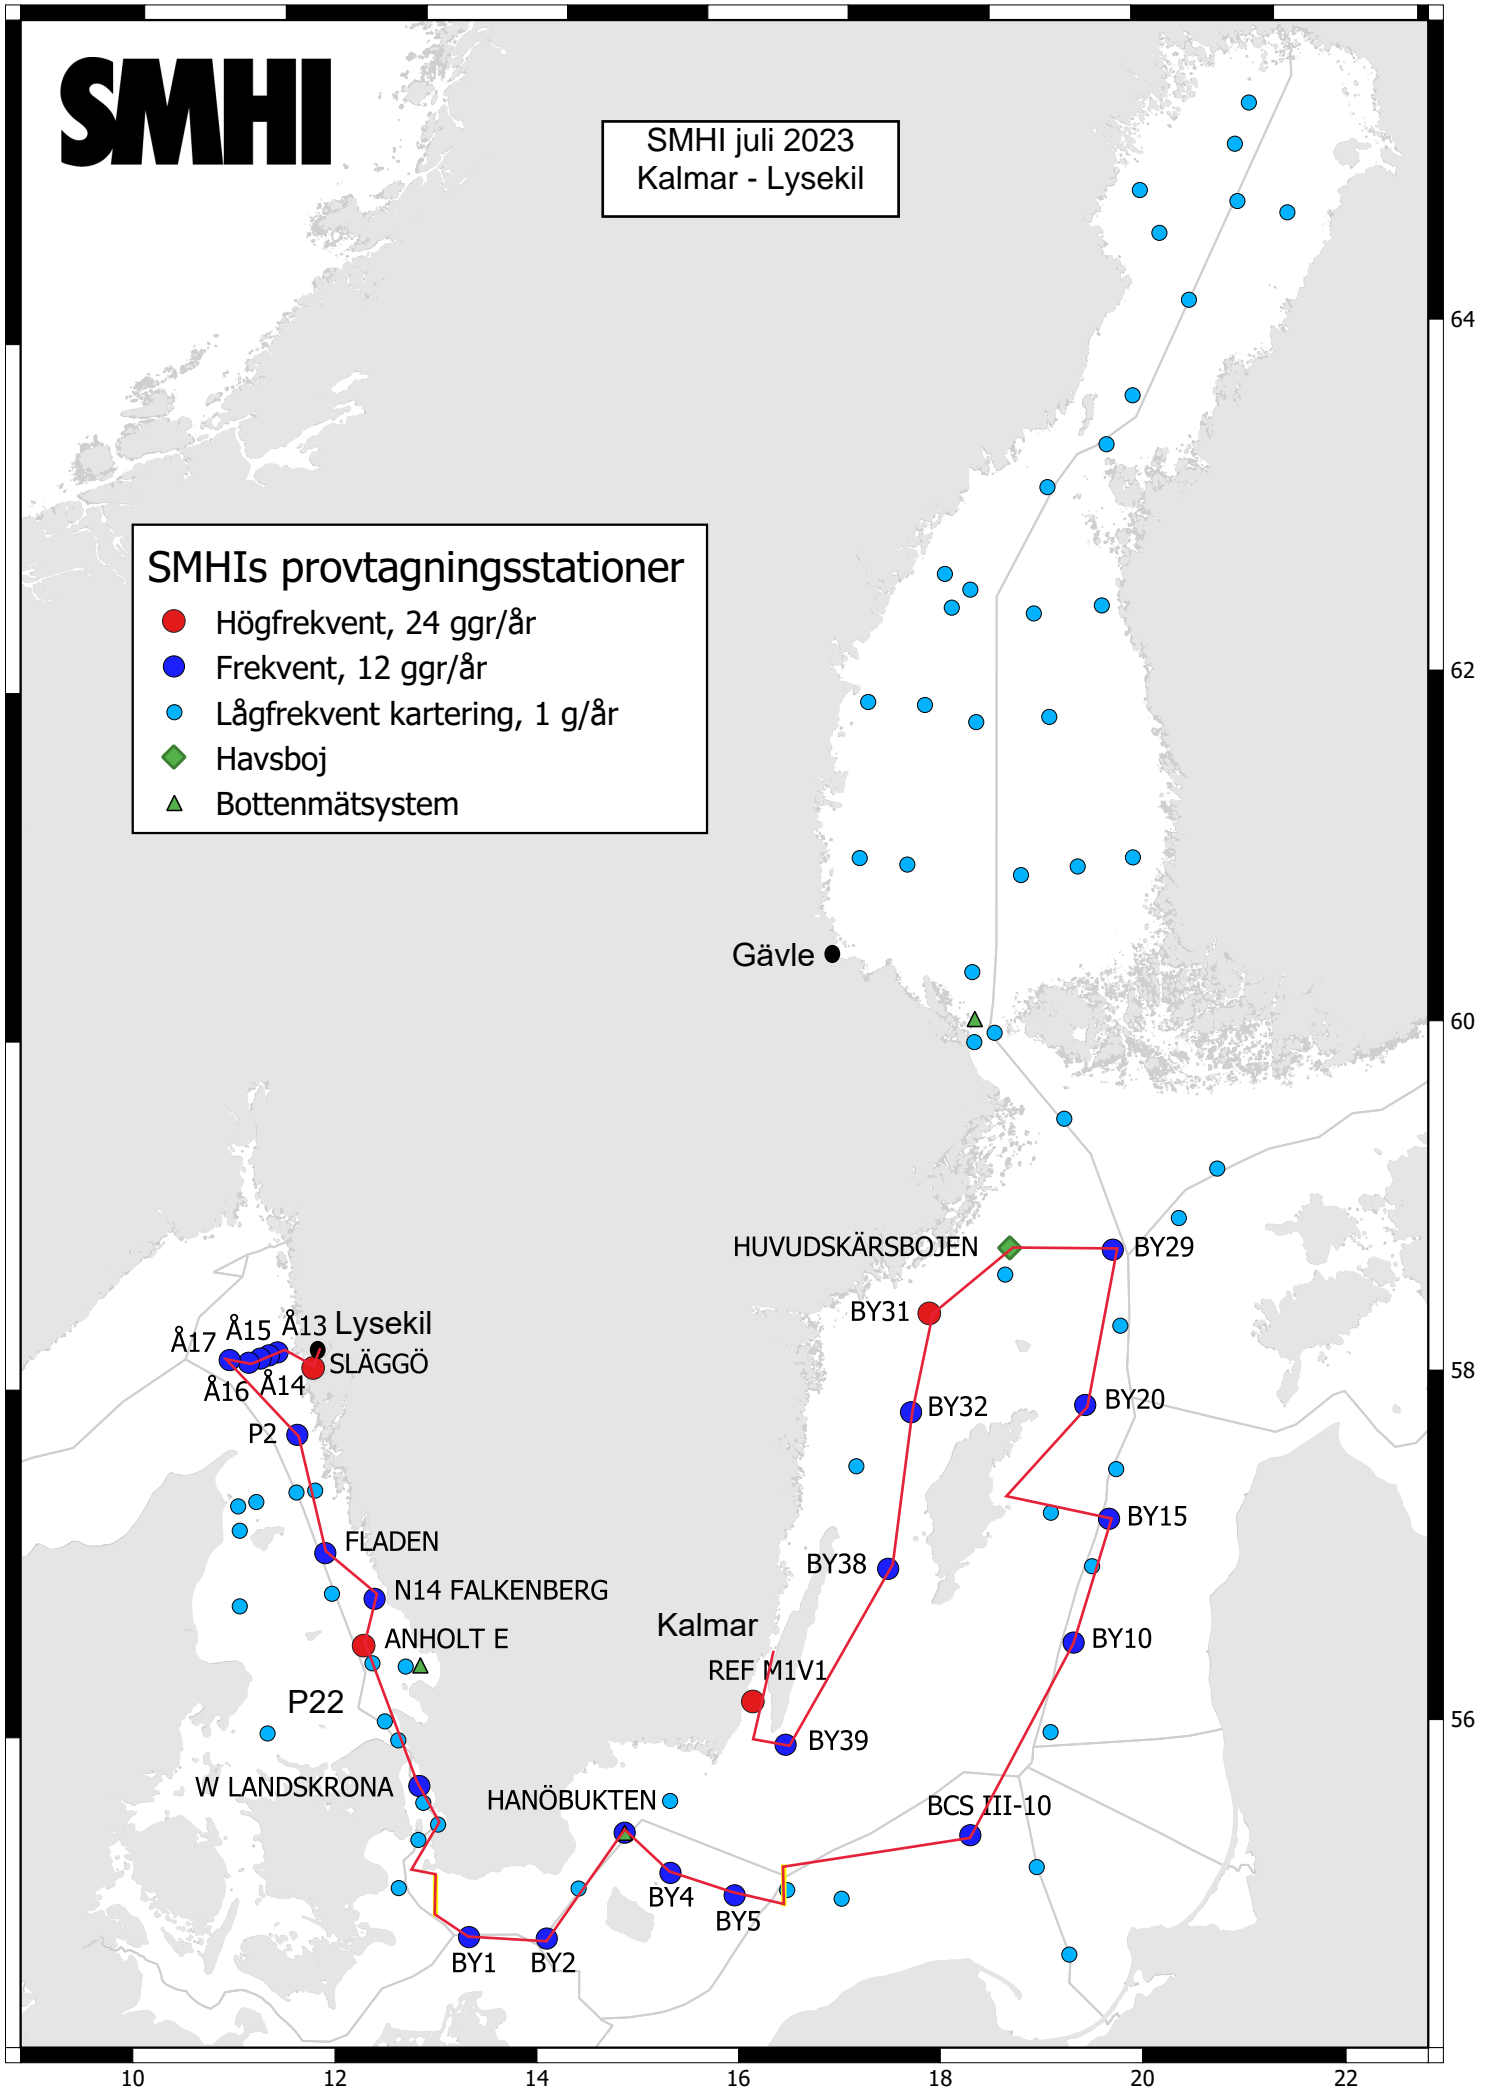 SMHI
SMHI juli 2023
Kalmar - Lysekil
64
SMHIs provtagningsstationer
Högfrekvent, 24 ggr/år
Frekvent, 12 ggr/år
Lågfrekvent kartering, 1 g/år
Havsboj
Bottenmätsystem
62
Gävle
60
HUVUDSKÄRSBOJEN
BY29
BY31
Å17
Å15
Å13
Lysekil
SLÄGGÖ
Å16
Å14
58
BY32
BY20
P2
BY15
FLADEN
BY38
N14 FALKENBERG
Kalmar
ANHOLT E
BY10
REF M1V1
P22
56
BY39
W LANDSKRONA
HANÖBUKTEN
BCS III-10
BY4
BY5
BY1
BY2
10
12
14
16
18
20
22